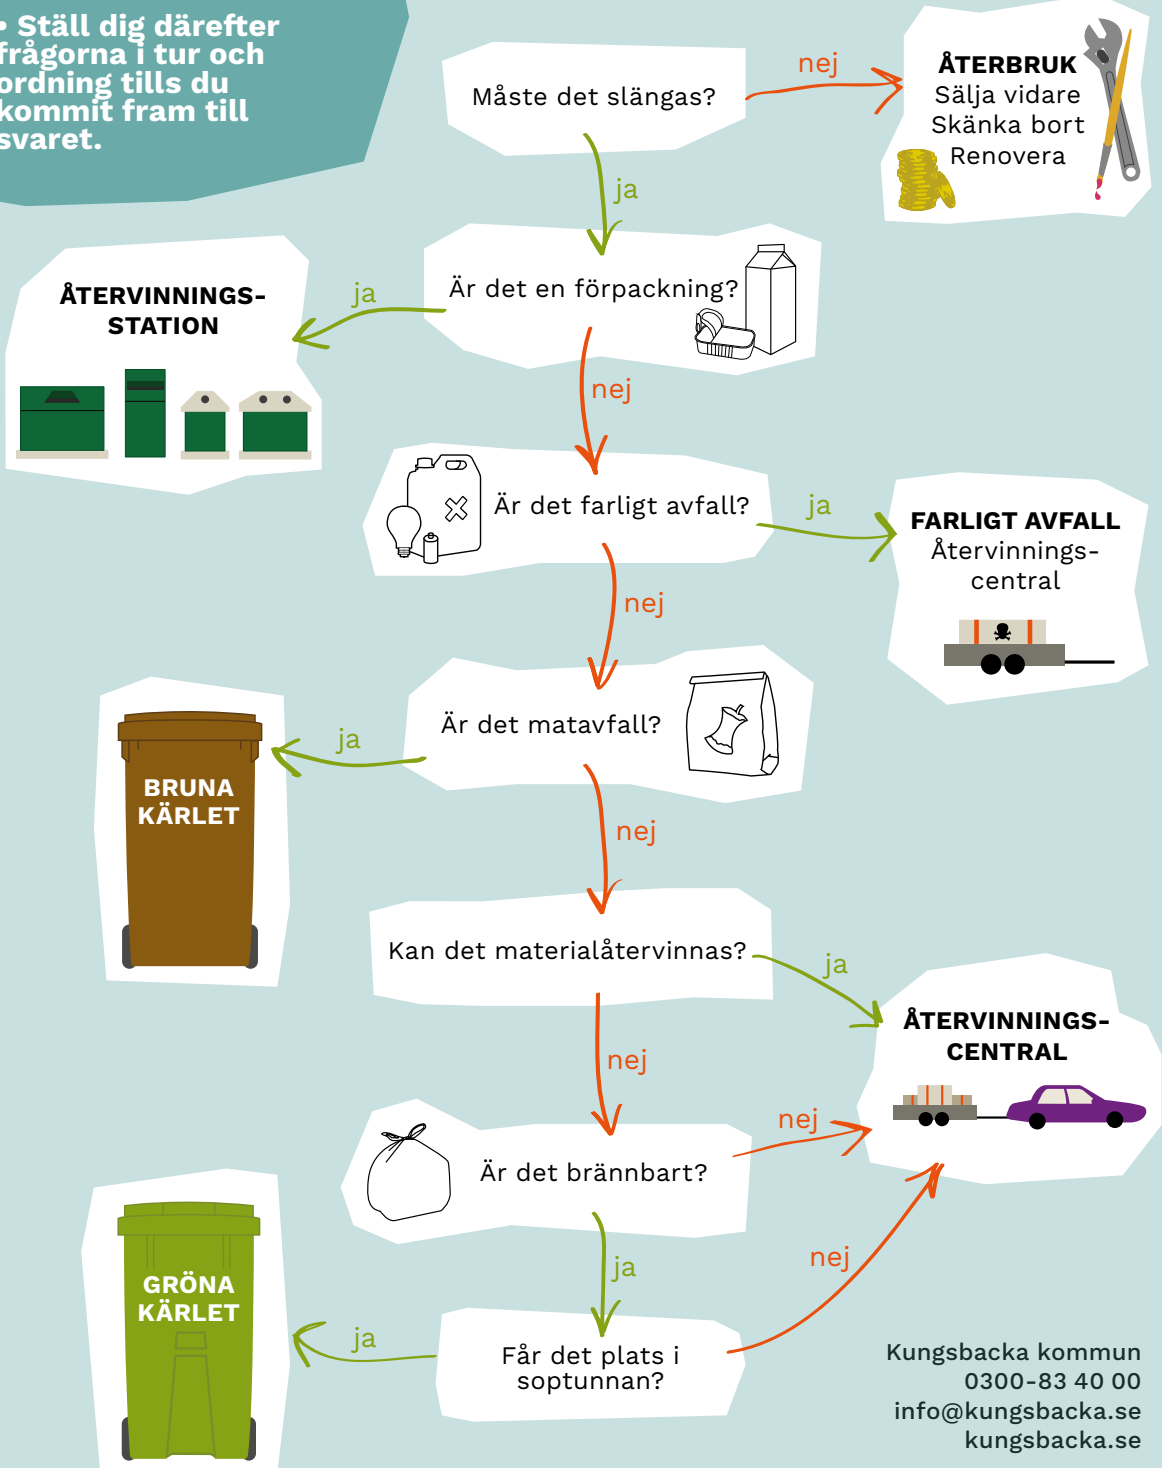 • Ställ dig därefter
frågorna i tur och
ordning tills du
kommit fram till
svaret.
Måste det slängas?
nej
ÅTERBRUK
Sälja vidare
Skänka bort
Renovera
ja
Är det en förpackning?
ja
ÅTERVINNINGS-
STATION
nej
Är det farligt avfall?
ja
FARLIGT AVFALL
Återvinnings-
central
nej
Är det matavfall?
ja
BRUNA
KÄRLET
nej
Kan det materialåtervinnas?
ja
ÅTERVINNINGS-
CENTRAL
nej
Är det brännbart?
nej
ja
GRÖNA
KÄRLET
ja
Får det plats i
soptunnan?
nej
Kungsbacka kommun
0300-83 40 00
info@kungsbacka.se
kungsbacka.se